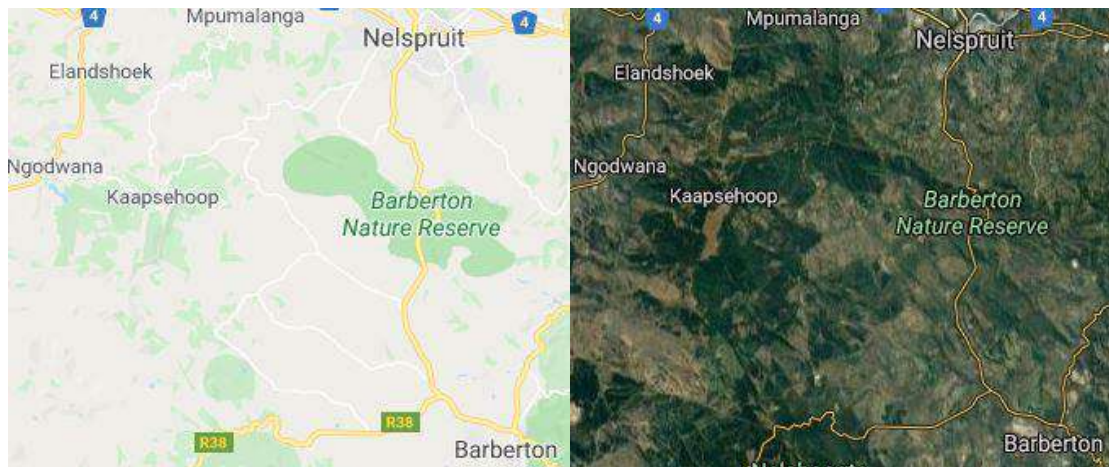 4
Mpumalanga
4
Nelspruit
Elandshoek
Ngodwana
Kaapsehoop
Barberton
Nature Reserve
R38
R38
Barberton
4
Mpumalanga
4
Nelspruit
Elandshoek
Ngodwana
Kaapsehoop
Barberton
Nature Reserve
Barberton